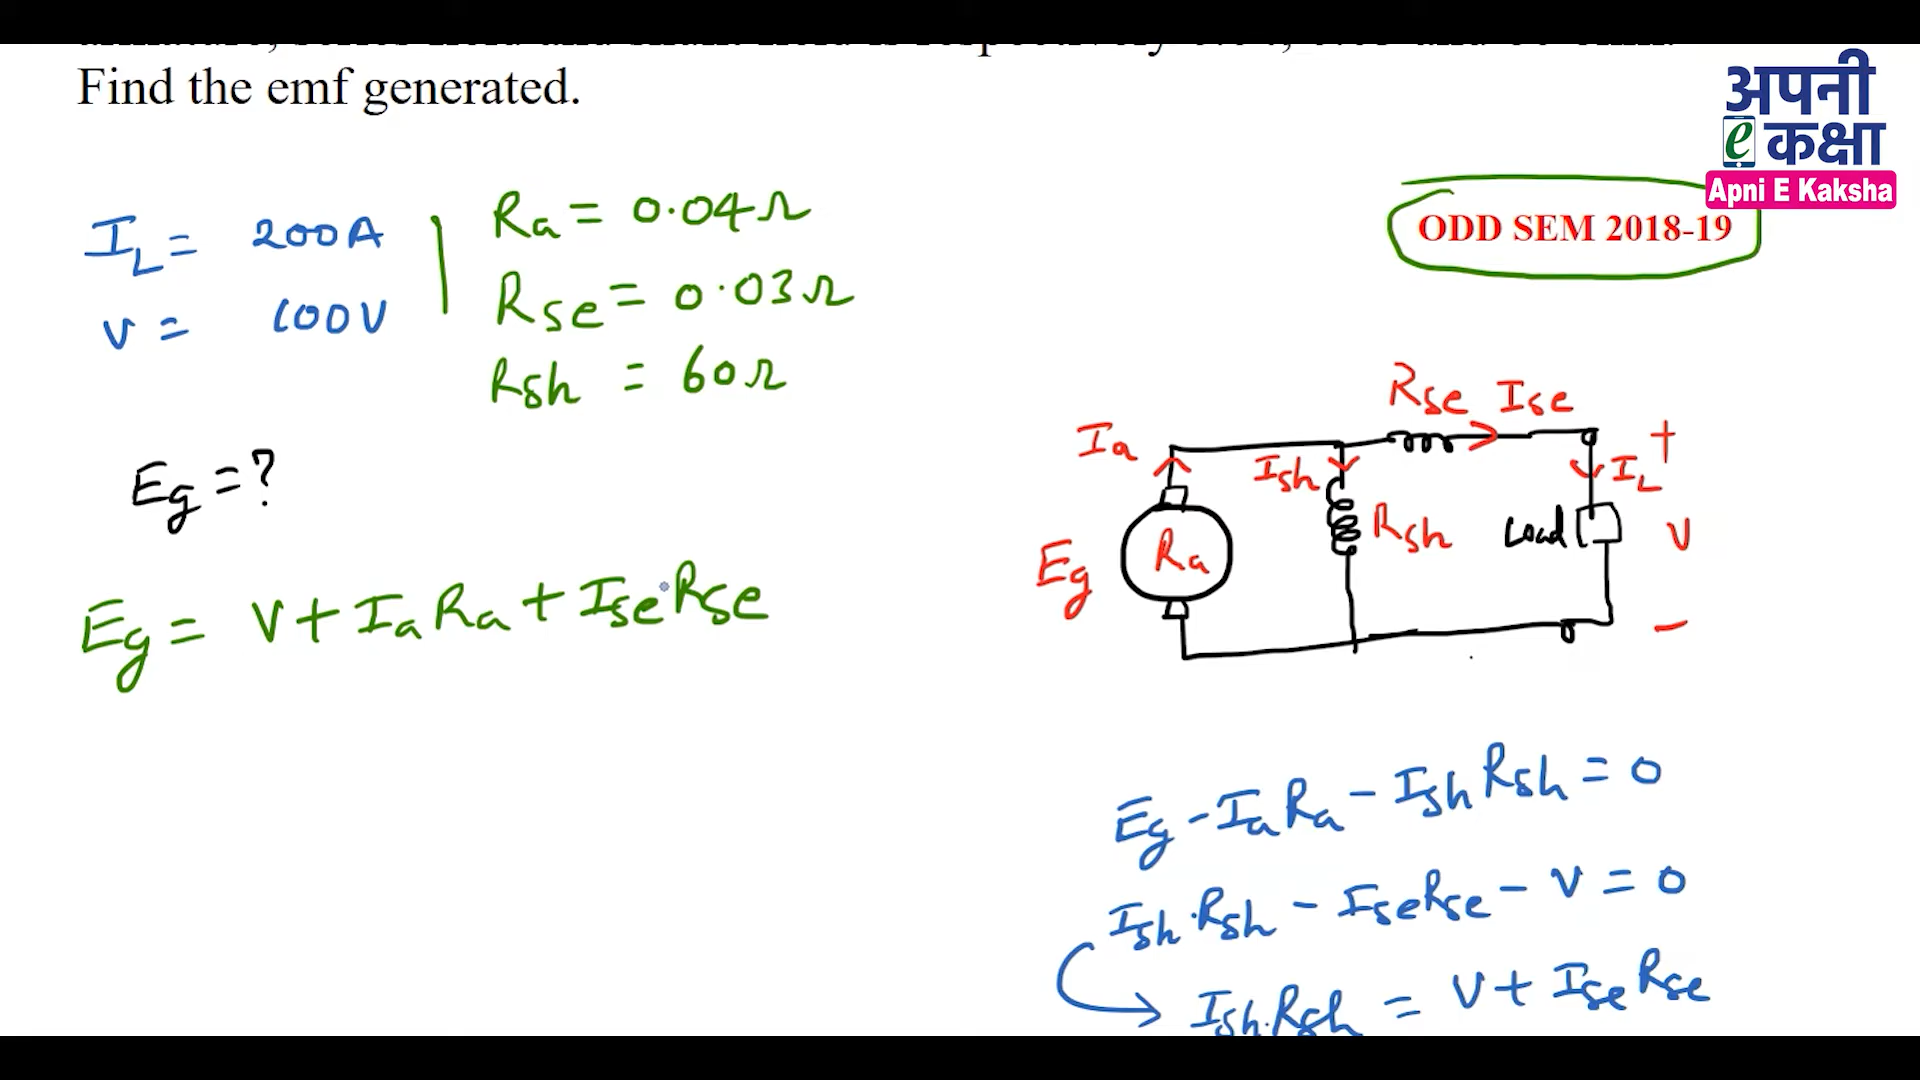 Find the emf generated.
अपनी
e कक्षा
Apni E Kaksha
ODD SEM 2018-19
I_L = 200A
V = 100V
Ra = 0.04Ω
Rse = 0.03Ω
Rsh = 60Ω
Eg = ?
Eg = V + IaRa + IseRse
Rse Ise
Ia
Ish
I_L
+
Rsh
Load
V
Eg
Ra
-
Eg - IaRa - IshRsh = 0
Ish·Rsh - IseRse - V = 0
Ish·Rsh = V + IseRse